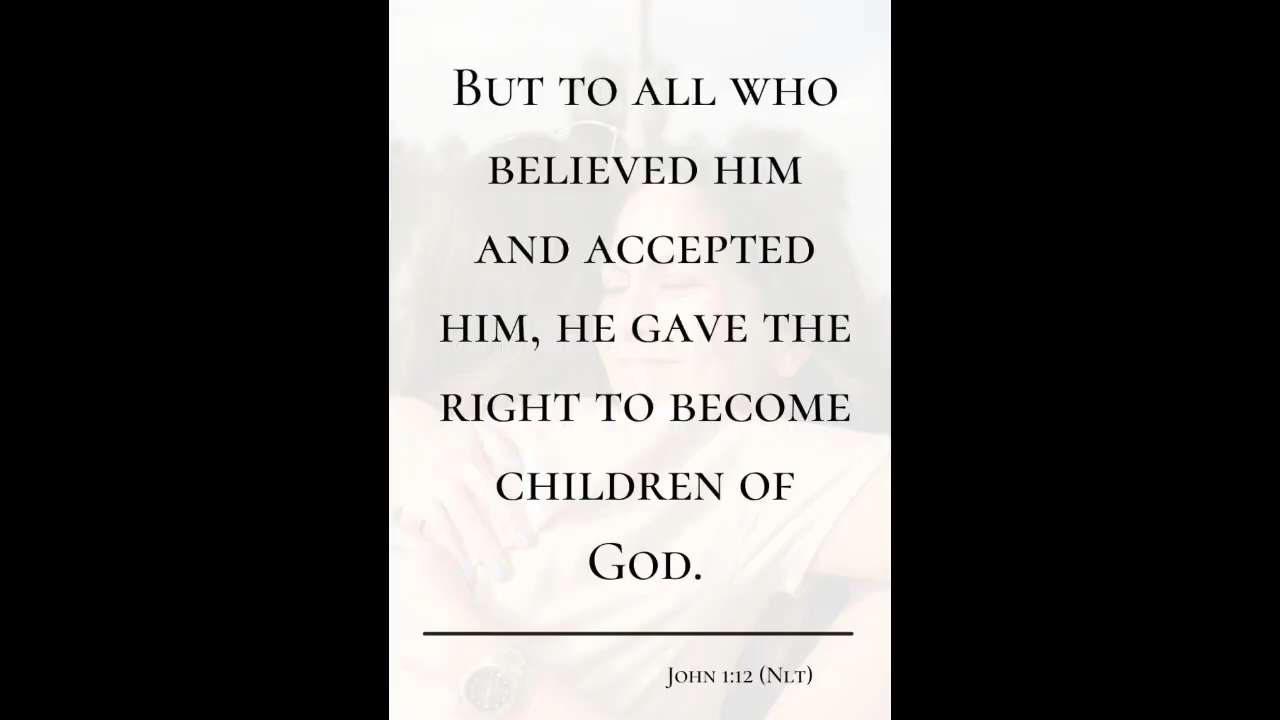 But to all who
believed him
and accepted
him, he gave the
right to become
children of
God.
John 1:12 (Nlt)